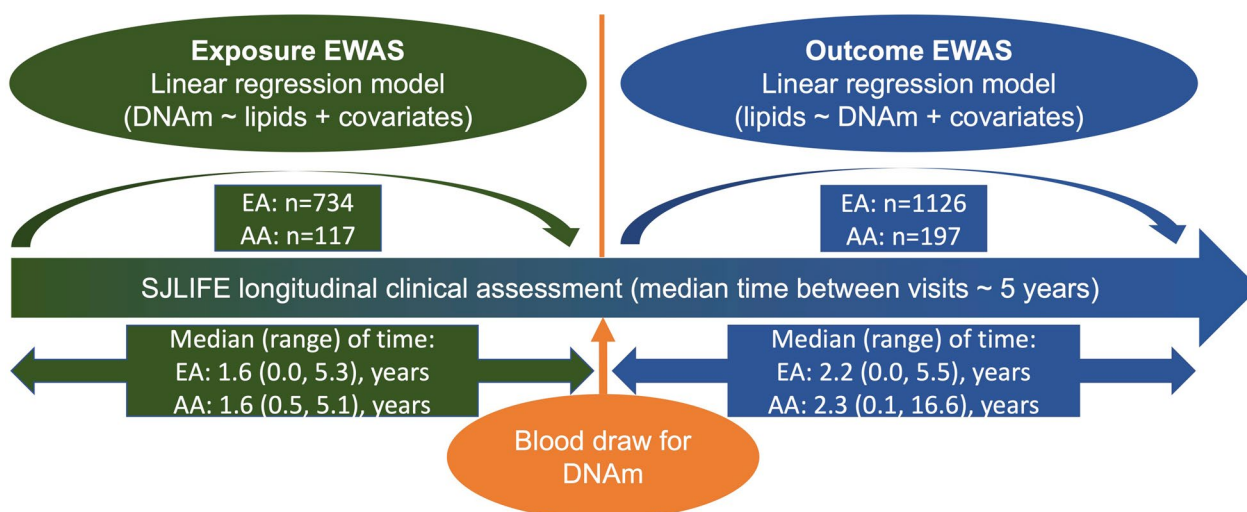 Exposure EWAS
Linear regression model
(DNAm ~ lipids + covariates)
Outcome EWAS
Linear regression model
(lipids ~ DNAm + covariates)
EA: n=734
AA: n=117
EA: n=1126
AA: n=197
SJLIFE longitudinal clinical assessment (median time between visits ~ 5 years)
Median (range) of time:
EA: 1.6 (0.0, 5.3), years
AA: 1.6 (0.5, 5.1), years
Median (range) of time:
EA: 2.2 (0.0, 5.5), years
AA: 2.3 (0.1, 16.6), years
Blood draw for
DNAm